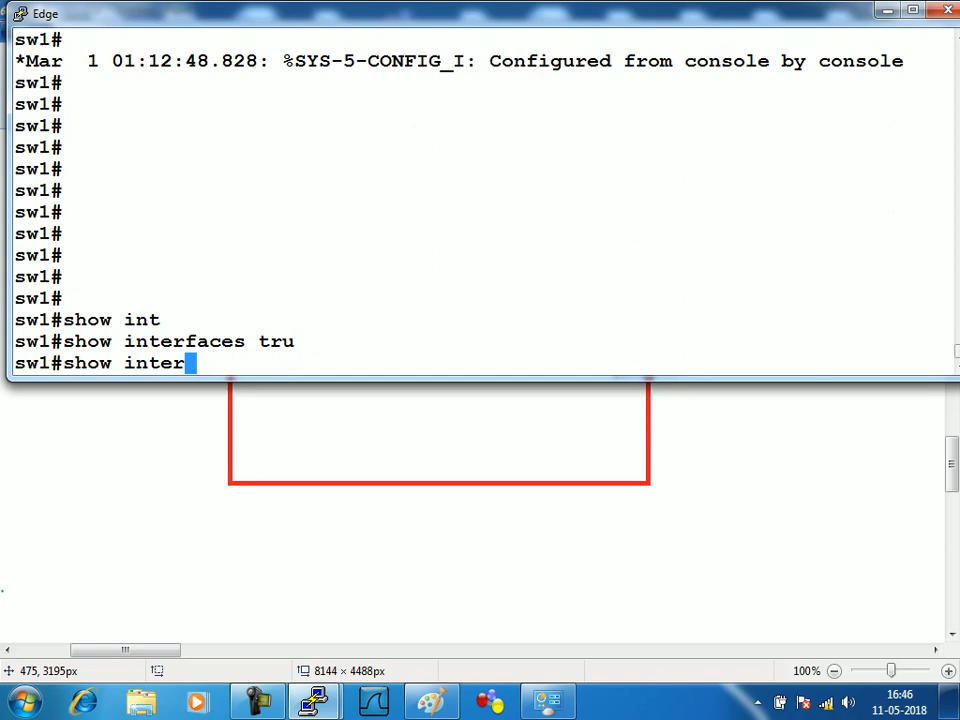 Edge
sw1#
*Mar  1 01:12:48.828: %SYS-5-CONFIG_I: Configured from console by console
sw1#
sw1#
sw1#
sw1#
sw1#
sw1#
sw1#
sw1#
sw1#
sw1#
sw1#
sw1#show int
sw1#show interfaces tru
sw1#show inter
475, 3195px
8144 × 4488px
100%
16:46
11-05-2018